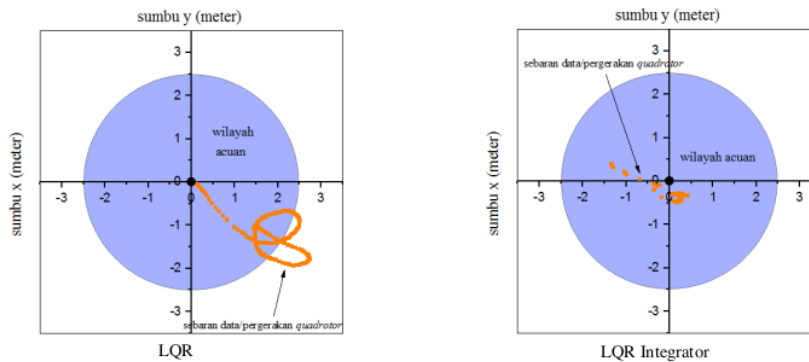 sumbu y (meter)
3
2
wilayah
acuan
1
0
-3 -2 -1 0 1 2 3
-1
-2
-3
sumbu x (meter)
sebaran data/pergerakan quadrotor
LQR
sumbu y (meter)
3
sebaran data/pergerakan quadrotor
2
1
wilayah acuan
0
-3 -2 -1 0 1 2 3
-1
-2
-3
sumbu x (meter)
LQR Integrator